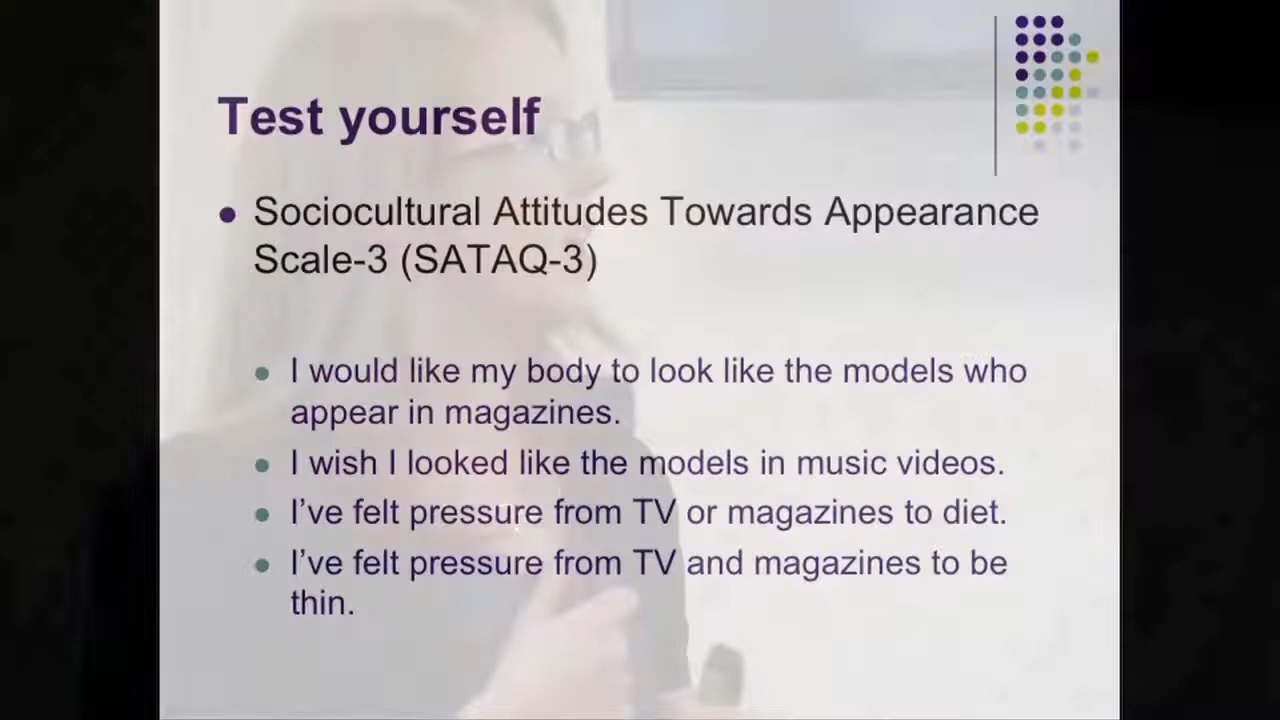 Test yourself
Sociocultural Attitudes Towards Appearance
Scale-3 (SATAQ-3)
I would like my body to look like the models who
appear in magazines.
I wish I looked like the models in music videos.
I've felt pressure from TV or magazines to diet.
I've felt pressure from TV and magazines to be
thin.